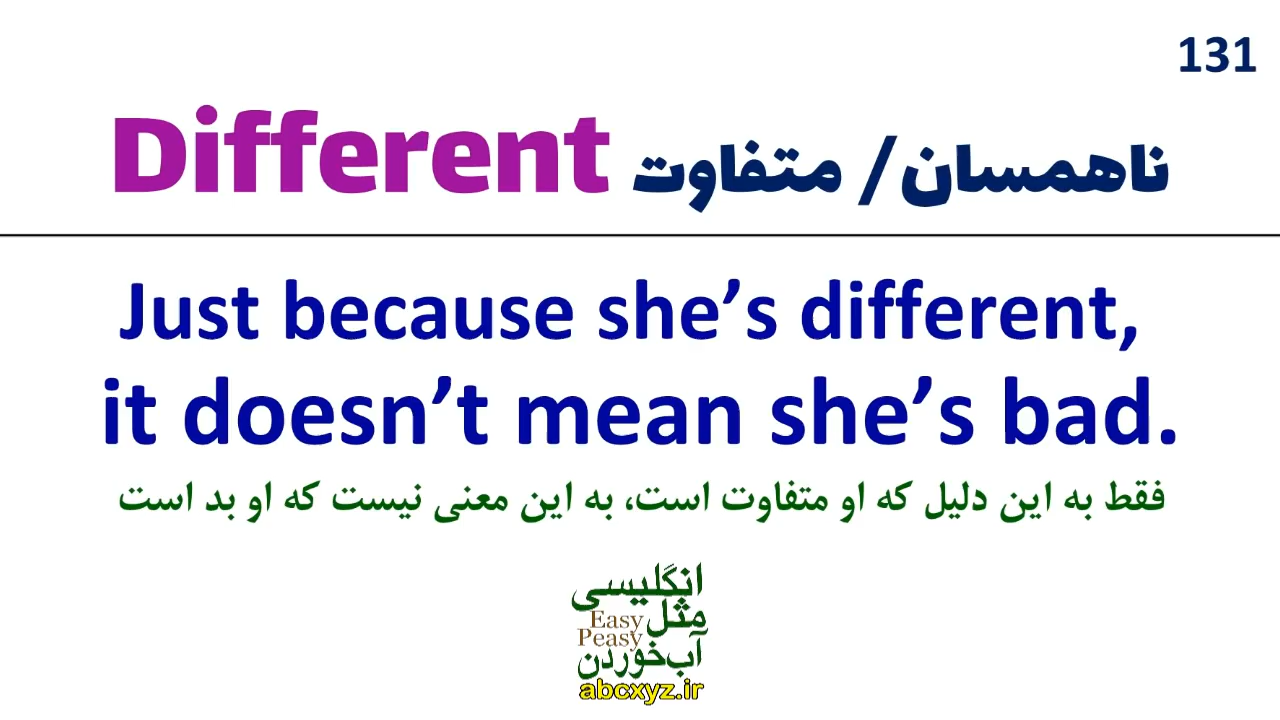 131
Different ناهمسان / متفاوت
Just because she’s different,
it doesn’t mean she’s bad.
فقط به این دلیل که او متفاوت است، به این معنی نیست که او بد است
انگلیسی
مثل
Easy
Peasy
آب‌خوردن
abcxyz.ir